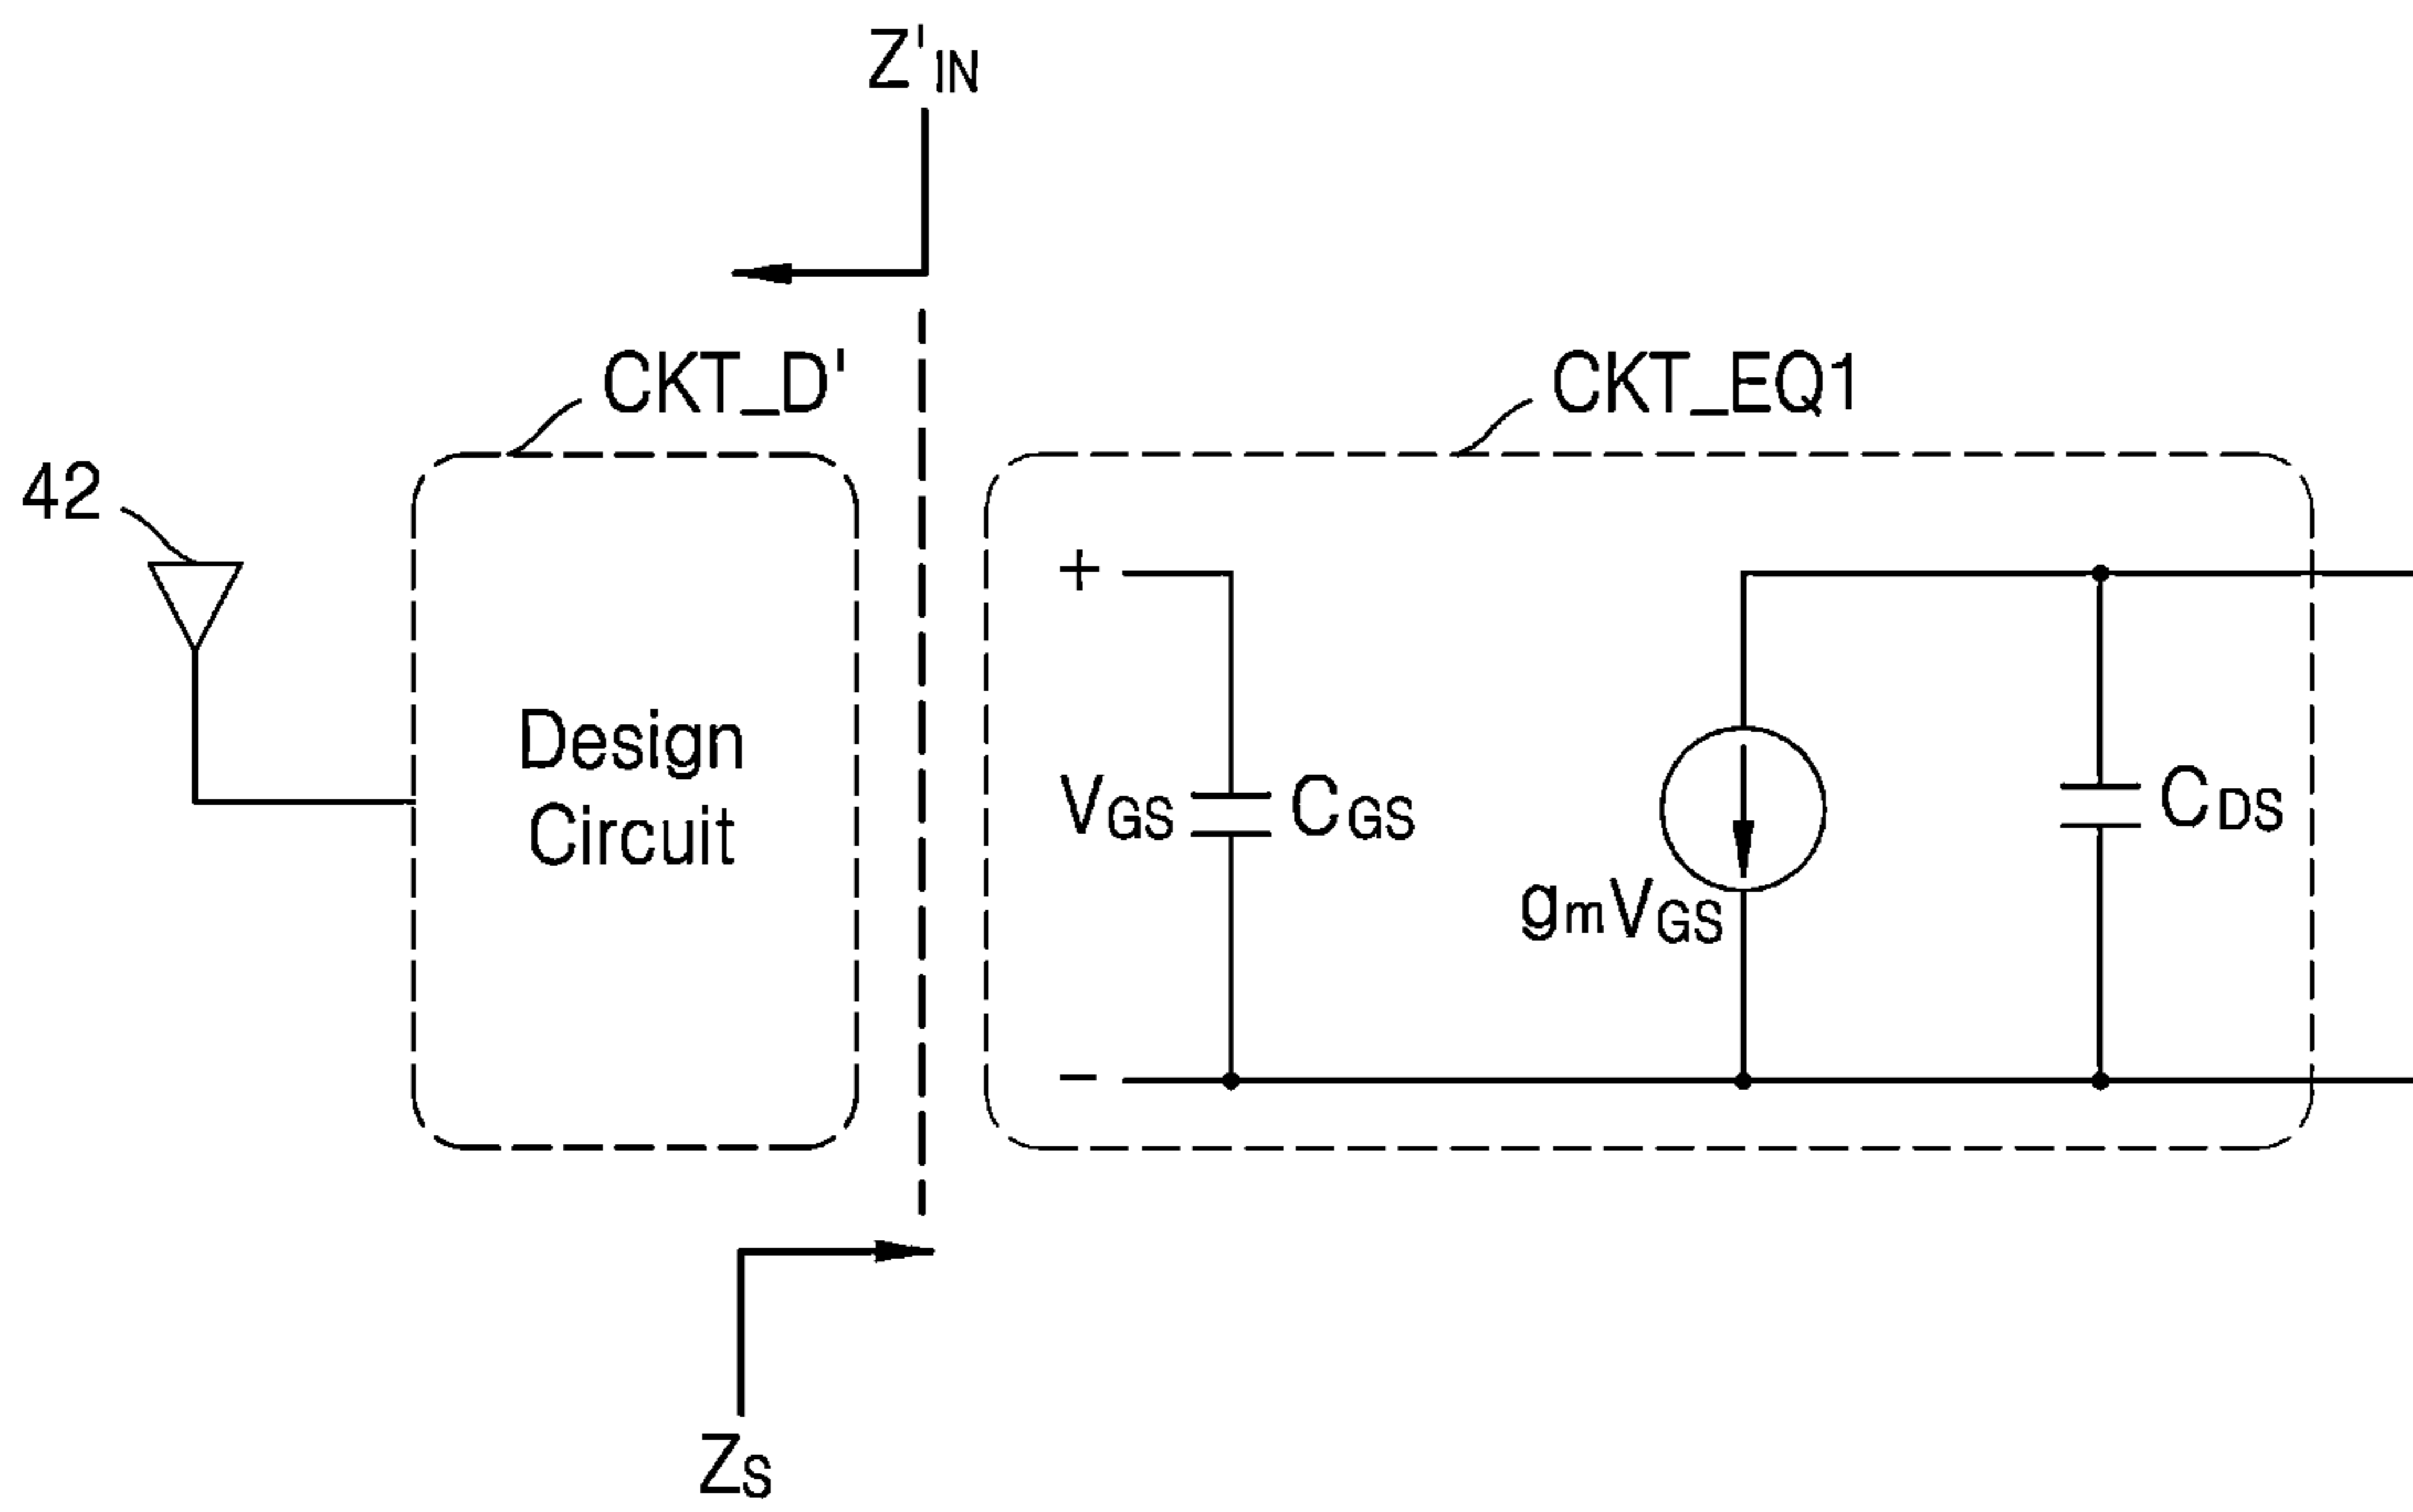 Z'IN
CKT_D'
CKT_EQ1
42
+
Design
Circuit
VGS
CGS
gmVGS
CDS
−
ZS